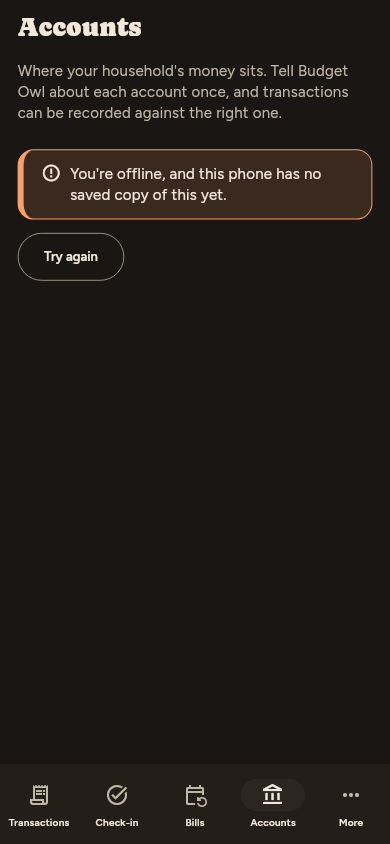 Accounts
Where your household's money sits. Tell Budget
Owl about each account once, and transactions
can be recorded against the right one.
You're offline, and this phone has no
saved copy of this yet.
Try again
Transactions
Check-in
Bills
Accounts
More